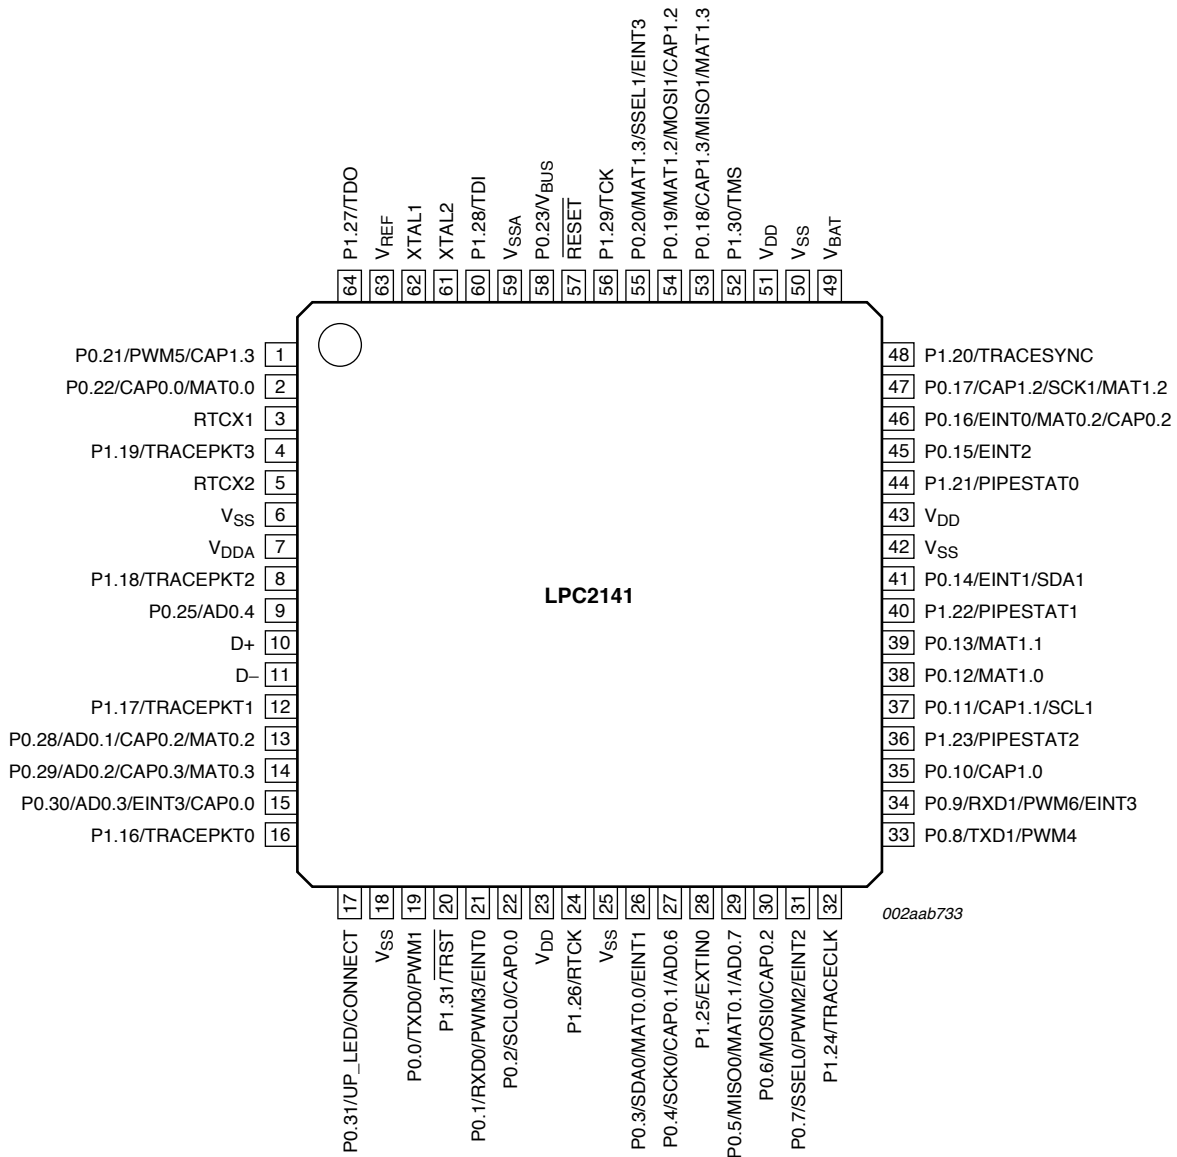 64 P1.27/TDO
63 VREF
62 XTAL1
61 XTAL2
60 P1.28/TDI
59 VSSA
58 P0.23/VBUS
57 RESET
56 P1.29/TCK
55 P0.20/MAT1.3/SSEL1/EINT3
54 P0.19/MAT1.2/MOSI1/CAP1.2
53 P0.18/CAP1.3/MISO1/MAT1.3
52 P1.30/TMS
51 VDD
50 VSS
49 VBAT
P0.21/PWM5/CAP1.3 1
P0.22/CAP0.0/MAT0.0 2
RTCX1 3
P1.19/TRACEPKT3 4
RTCX2 5
VSS 6
VDDA 7
P1.18/TRACEPKT2 8
P0.25/AD0.4 9
D+ 10
D− 11
P1.17/TRACEPKT1 12
P0.28/AD0.1/CAP0.2/MAT0.2 13
P0.29/AD0.2/CAP0.3/MAT0.3 14
P0.30/AD0.3/EINT3/CAP0.0 15
P1.16/TRACEPKT0 16
LPC2141
48 P1.20/TRACESYNC
47 P0.17/CAP1.2/SCK1/MAT1.2
46 P0.16/EINT0/MAT0.2/CAP0.2
45 P0.15/EINT2
44 P1.21/PIPESTAT0
43 VDD
42 VSS
41 P0.14/EINT1/SDA1
40 P1.22/PIPESTAT1
39 P0.13/MAT1.1
38 P0.12/MAT1.0
37 P0.11/CAP1.1/SCL1
36 P1.23/PIPESTAT2
35 P0.10/CAP1.0
34 P0.9/RXD1/PWM6/EINT3
33 P0.8/TXD1/PWM4
P0.31/UP_LED/CONNECT 17
VSS 18
P0.0/TXD0/PWM1 19
P1.31/TRST 20
P0.1/RXD0/PWM3/EINT0 21
P0.2/SCL0/CAP0.0 22
VDD 23
P1.26/RTCK 24
VSS 25
P0.3/SDA0/MAT0.0/EINT1 26
P0.4/SCK0/CAP0.1/AD0.6 27
P1.25/EXTIN0 28
P0.5/MISO0/MAT0.1/AD0.7 29
P0.6/MOSI0/CAP0.2 30
P0.7/SSEL0/PWM2/EINT2 31
P1.24/TRACECLK 32
002aab733